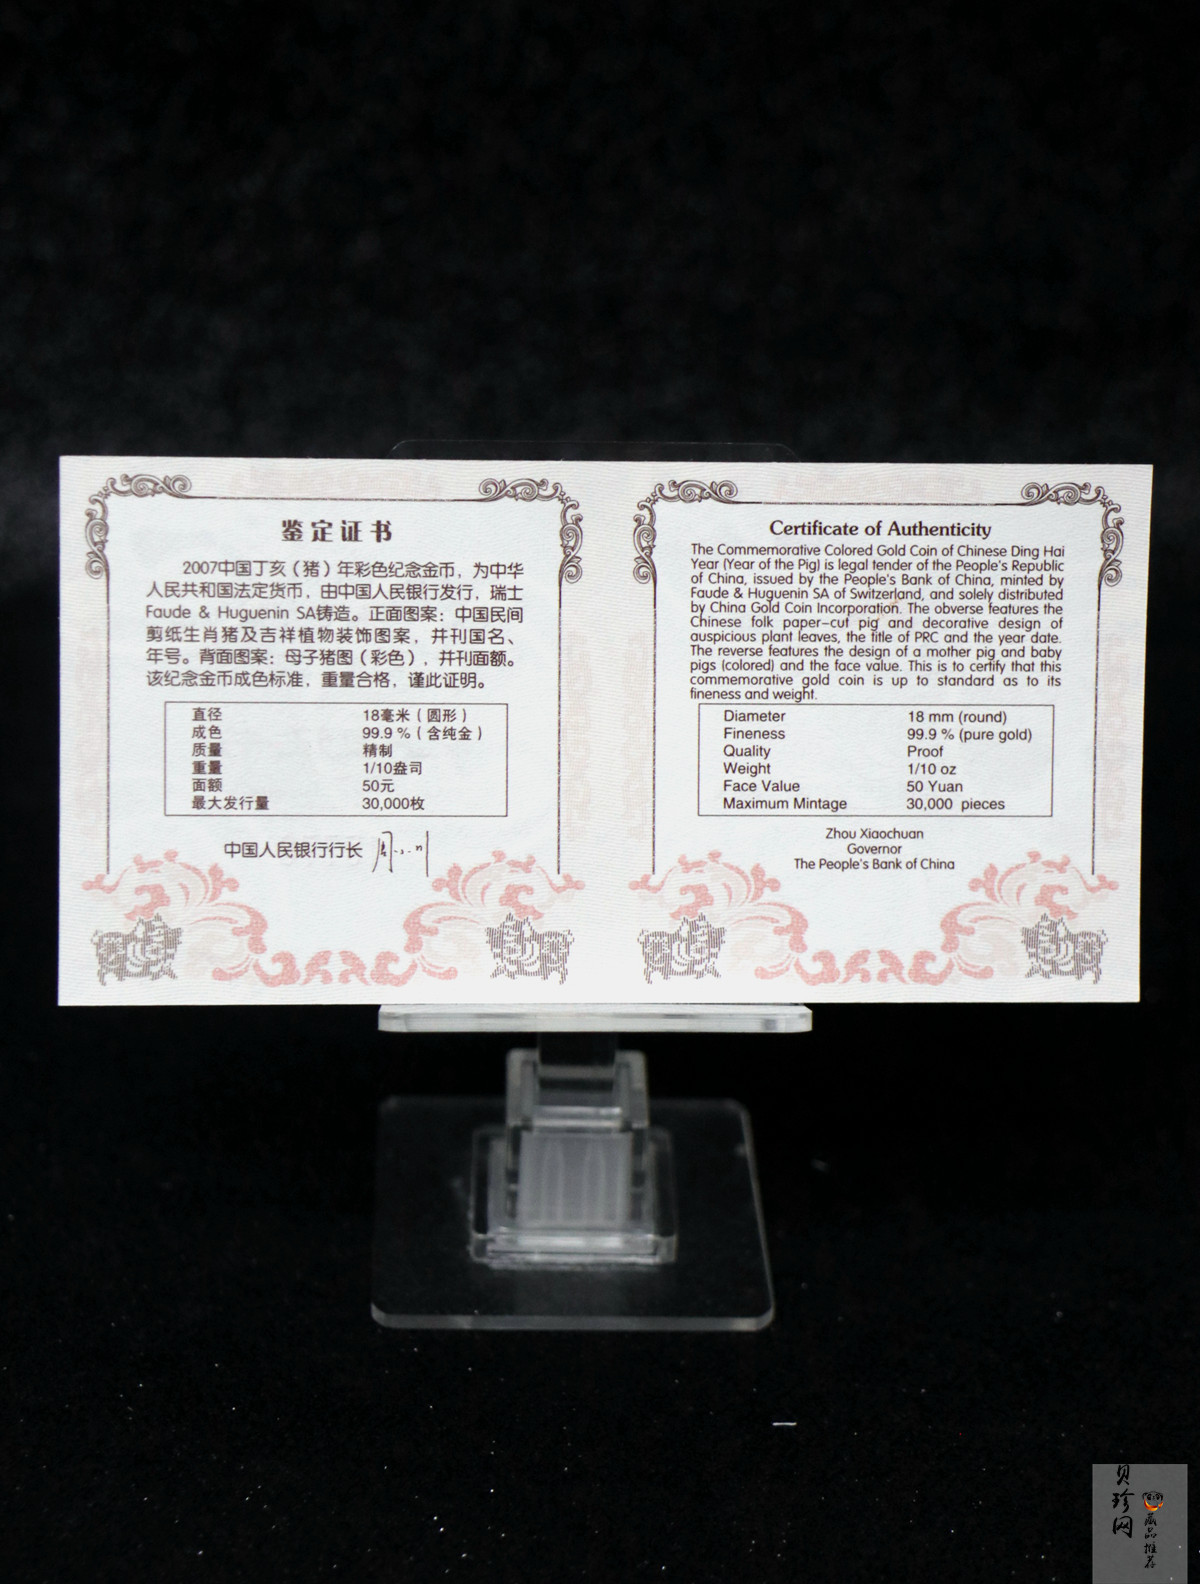 鉴定证书
2007中国丁亥（猪）年彩色纪念金币，为中华
人民共和国法定货币，由中国人民银行发行，瑞士
Faude & Huguenin SA铸造。正面图案：中国民间
剪纸生肖猪及吉祥植物装饰图案，并刊国名、
年号。背面图案：母子猪图（彩色），并刊面额。
该纪念金币成色标准，重量合格，谨此证明。
直径 18毫米（圆形）
成色 99.9 %（含纯金）
质量 精制
重量 1/10盎司
面额 50元
最大发行量 30,000枚
中国人民银行行长 周小川
Certificate of Authenticity
The Commemorative Colored Gold Coin of Chinese Ding Hai
Year (Year of the Pig) is legal tender of the People's Republic
of China, issued by the People's Bank of China, minted by
Faude & Huguenin SA of Switzerland, and solely distributed
by China Gold Coin Incorporation. The obverse features the
Chinese folk paper-cut pig and decorative design of
auspicious plant leaves, the title of PRC and the year date.
The reverse features the design of a mother pig and baby
pigs (colored) and the face value. This is to certify that this
commemorative gold coin is up to standard as to its
fineness and weight.
Diameter 18 mm (round)
Fineness 99.9 % (pure gold)
Quality Proof
Weight 1/10 oz
Face Value 50 Yuan
Maximum Mintage 30,000 pieces
Zhou Xiaochuan
Governor
The People's Bank of China
贝珍网
藏品推荐